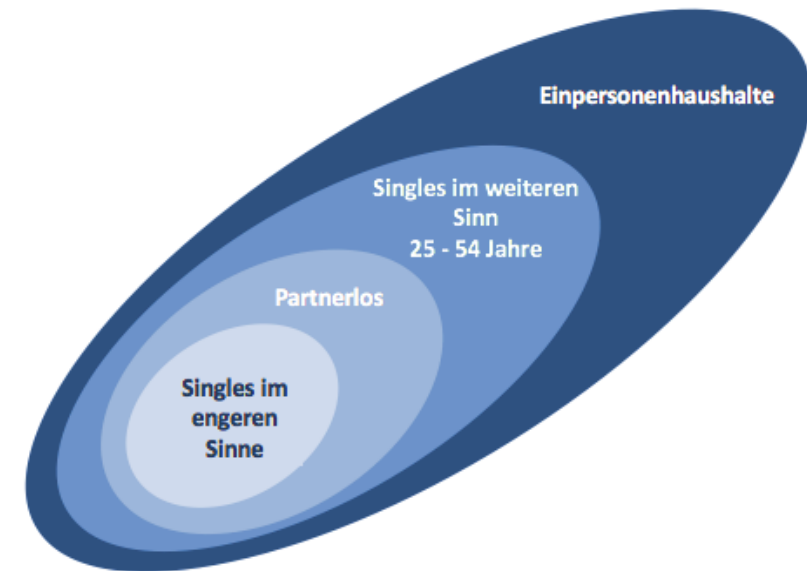 Einpersonenhaushalte
Singles im weiteren
Sinn
25 - 54 Jahre
Partnerlos
Singles im
engeren
Sinne